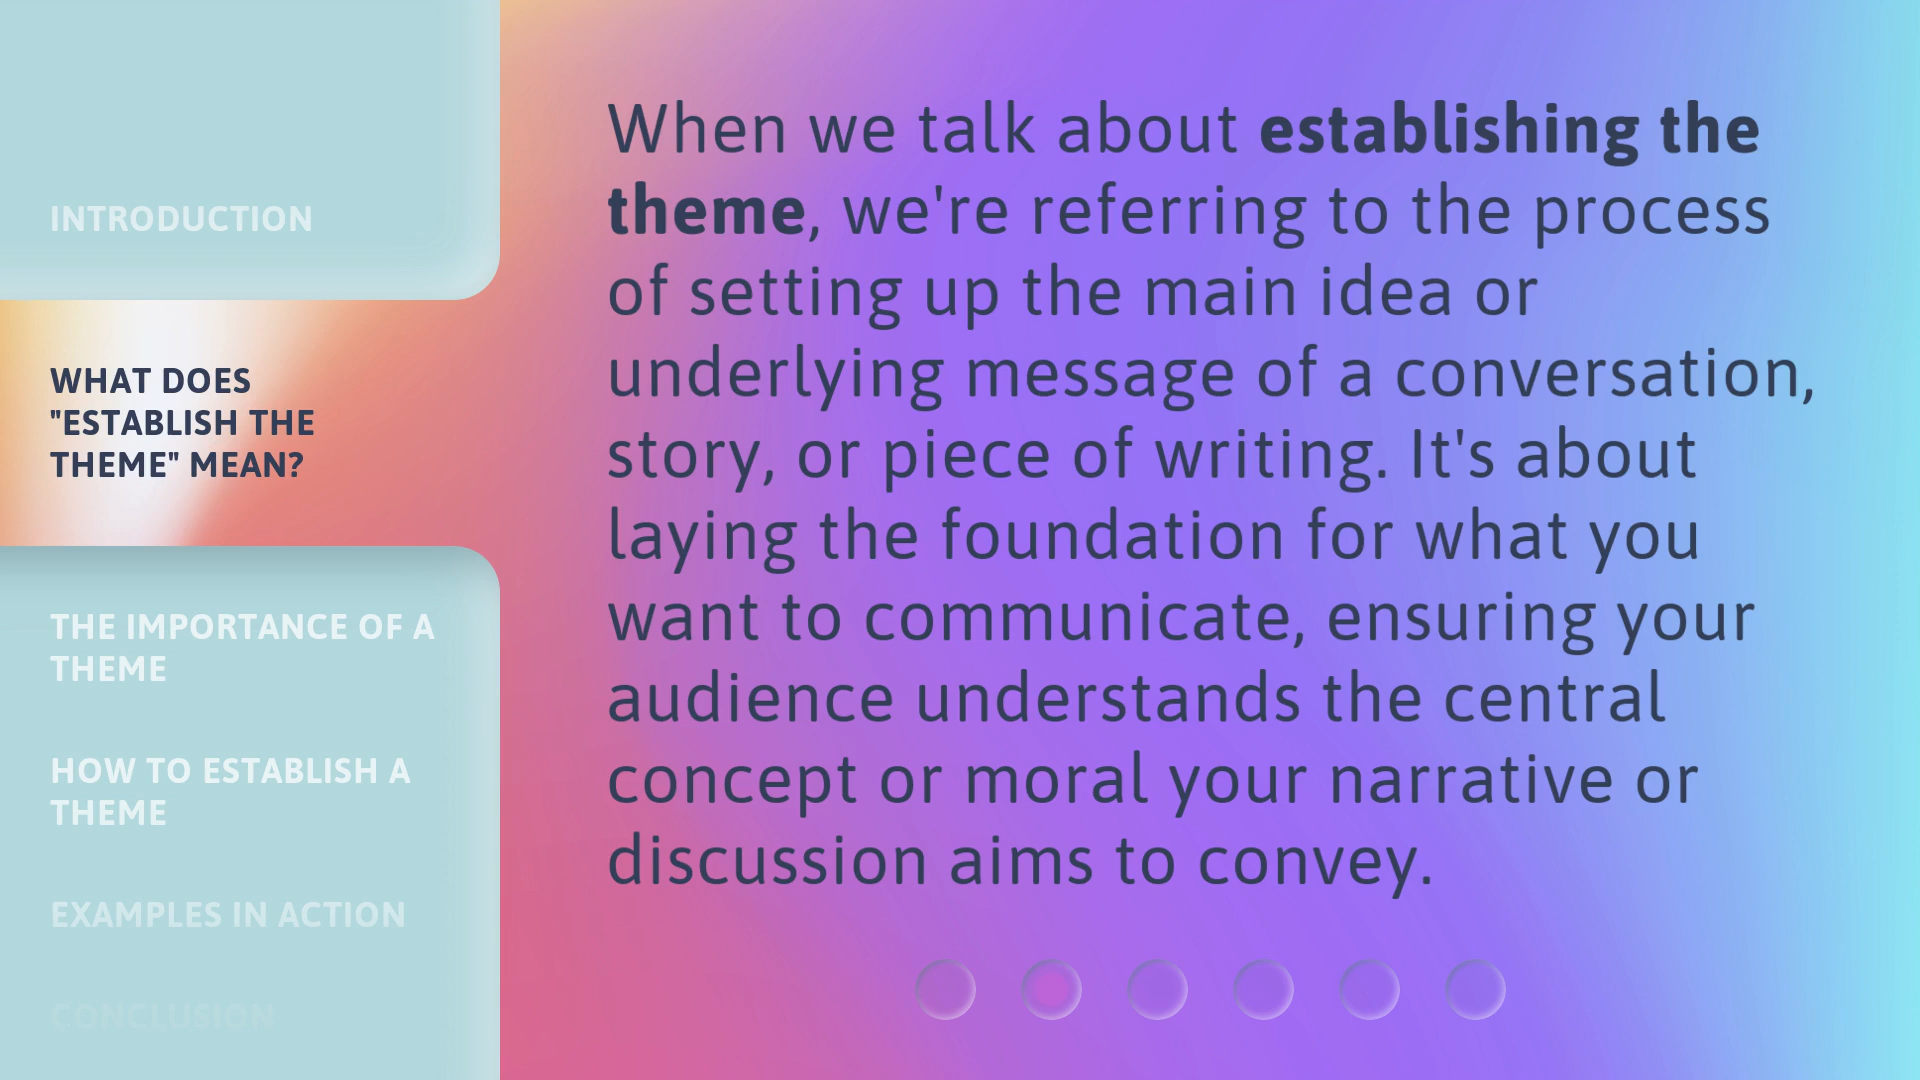 INTRODUCTION
WHAT DOES
"ESTABLISH THE
THEME" MEAN?
THE IMPORTANCE OF A
THEME
HOW TO ESTABLISH A
THEME
EXAMPLES IN ACTION
CONCLUSION
When we talk about establishing the
theme, we're referring to the process
of setting up the main idea or
underlying message of a conversation,
story, or piece of writing. It's about
laying the foundation for what you
want to communicate, ensuring your
audience understands the central
concept or moral your narrative or
discussion aims to convey.